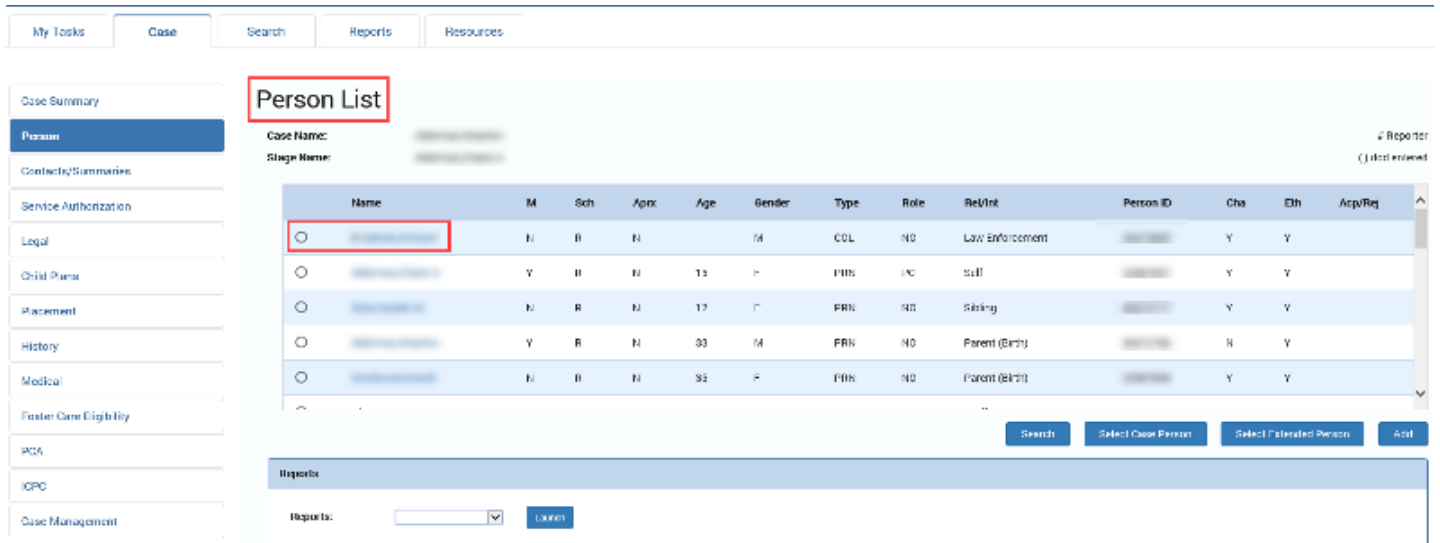 My Tasks Case Search Reports Resources
Case Summary
Person
Contacts/Summaries
Service Authorization
Legal
Child Plans
Placement
History
Medical
Foster Care Eligibility
PCA
ICPC
Case Management
Person List
Case Name:
Stage Name:
# Reporter
( ) dod entered
Name M Sch Aprx Age Gender Type Role Rel/Int Person ID Cha Eth Acp/Rej
N R N M COL NO Law Enforcement Y Y
Y R N 15 F PRN PC Self Y Y
N R N F PRN NO Sibling Y Y
Y R N 33 M PRN NO Parent (Birth) N Y
N R N 35 F PRN NO Parent (Birth) Y Y
Search Select Case Person Select Extended Person Add
Reports
Reports: Launch